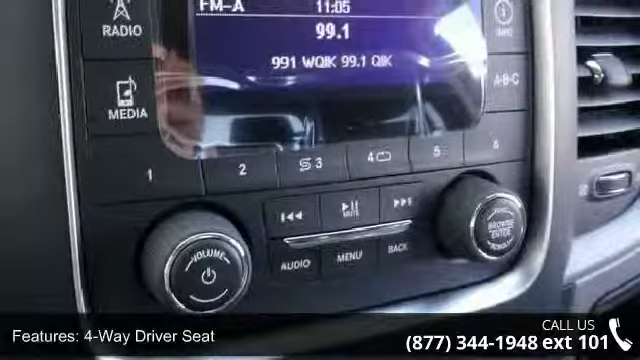 FM-A 11:05
RADIO
99.1
INFO
991 WQIK 99.1 QIK
A-B-C
MEDIA
1 2 3 4 5 6
MUTE
VOLUME
BROWSE
ENTER
AUDIO MENU BACK
CALL US
Features: 4-Way Driver Seat
(877) 344-1948 ext 101